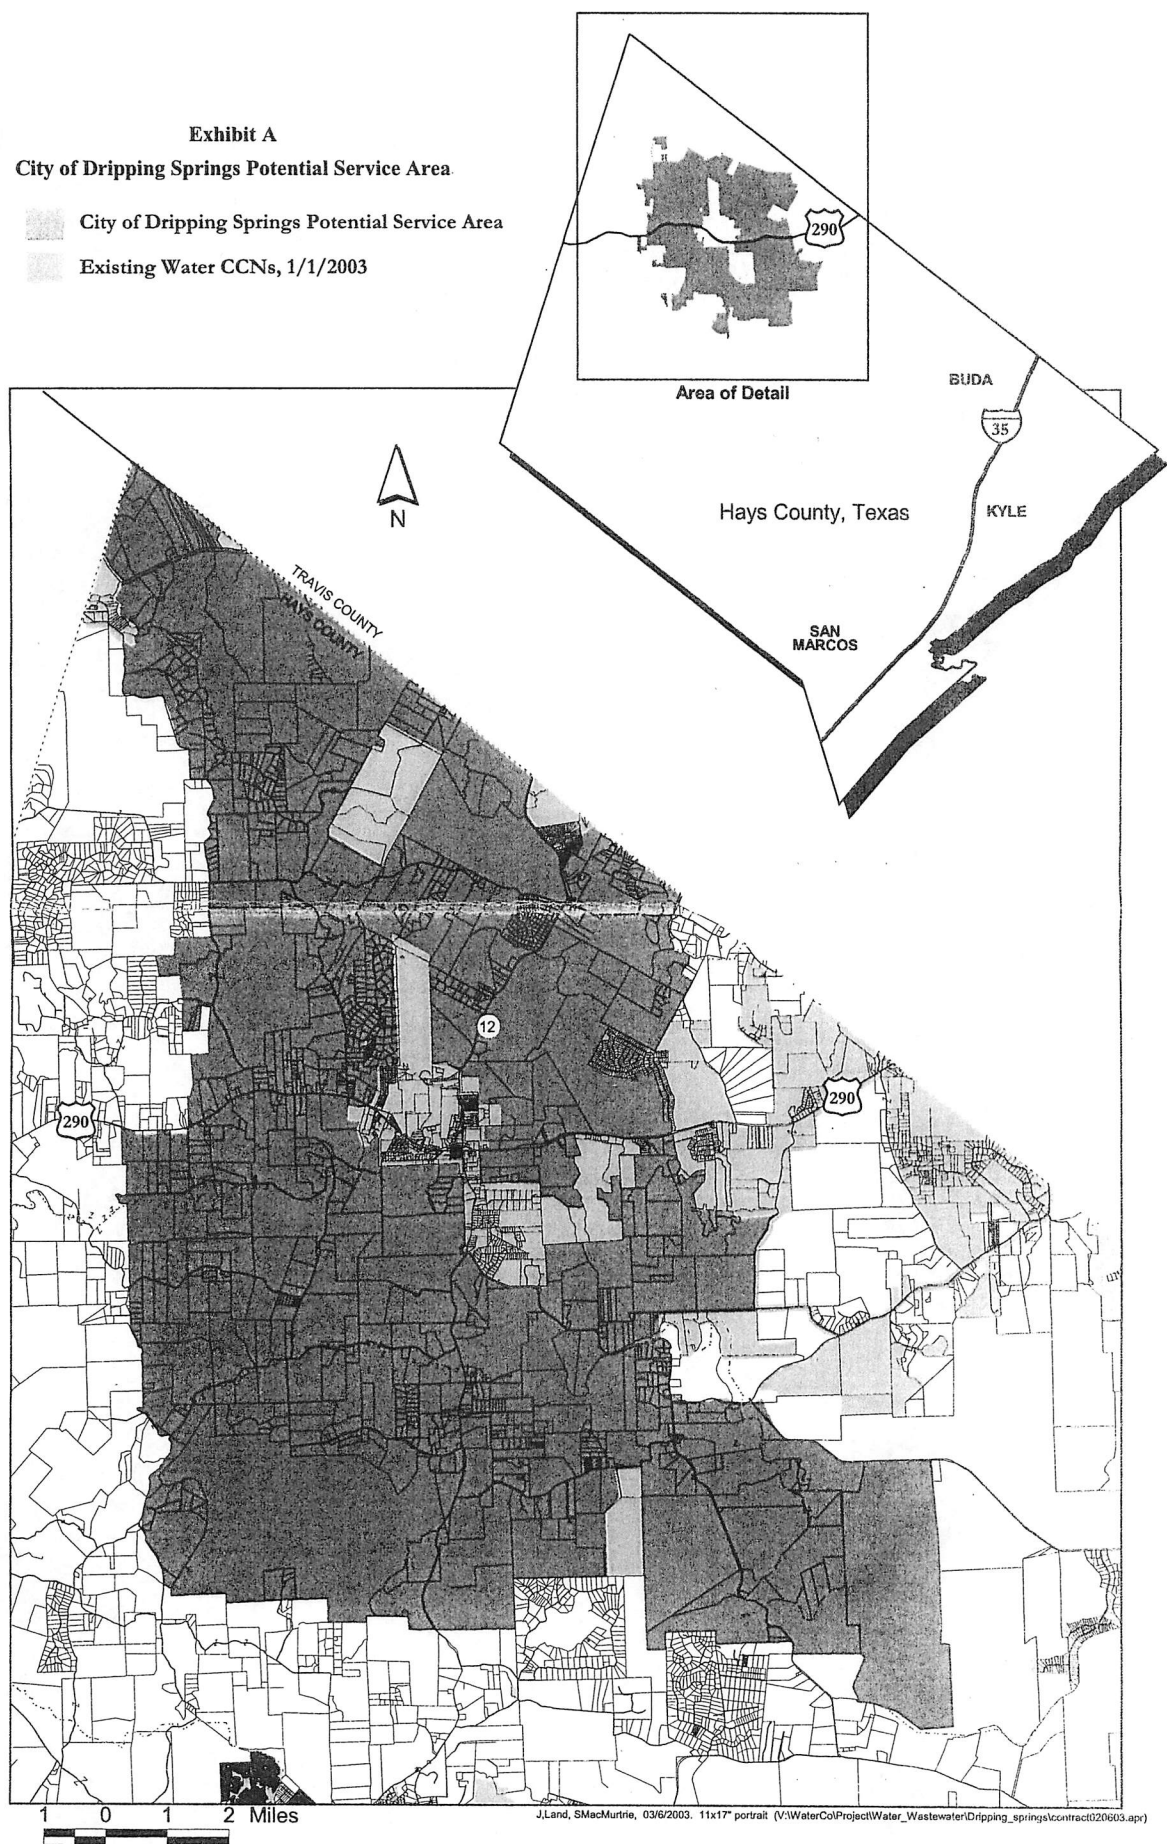 Exhibit A
City of Dripping Springs Potential Service Area
City of Dripping Springs Potential Service Area
Existing Water CCNs, 1/1/2003
290
Area of Detail
BUDA
35
Hays County, Texas
KYLE
SAN
MARCOS
N
TRAVIS COUNTY
HAYS COUNTY
12
290
290
1 0 1 2 Miles
J,Land, SMacMurtrie, 03/6/2003. 11x17" portrait (V:\WaterCo\Project\Water_Wastewater\Dripping_springs\contract020603.apr)